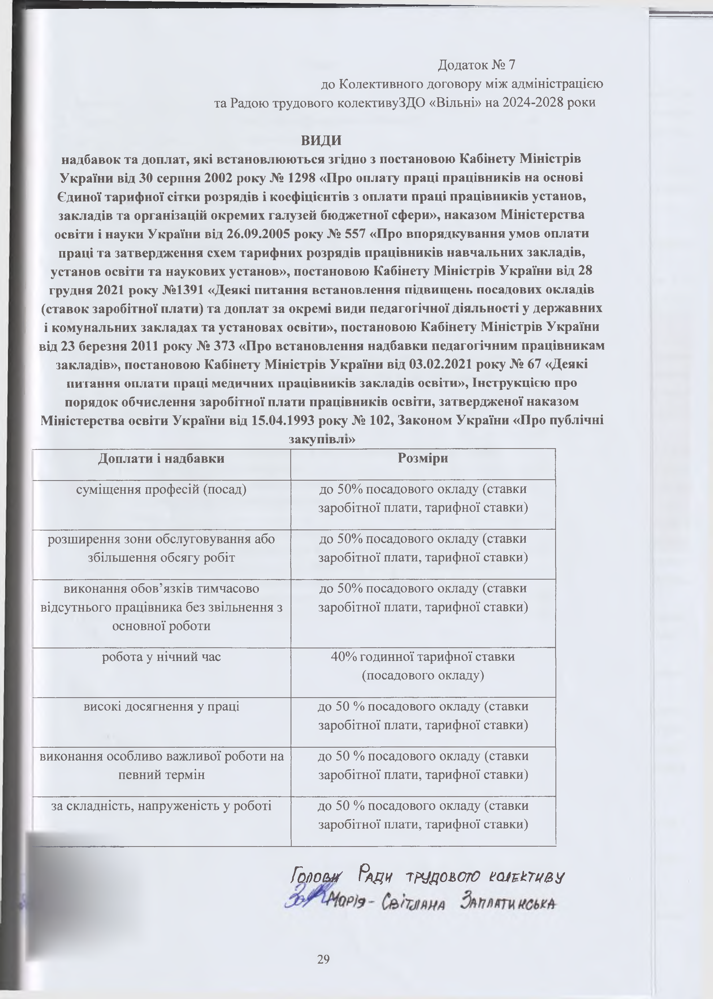 Додаток № 7
до Колективного договору між адміністрацією
та Радою трудового колективуЗДО «Вільні» на 2024-2028 роки
ВИДИ
надбавок та доплат, які встановлюються згідно з постановою Кабінету Міністрів
України від 30 серпня 2002 року № 1298 «Про оплату праці працівників на основі
Єдиної тарифної сітки розрядів і коефіцієнтів з оплати праці працівників установ,
закладів та організацій окремих галузей бюджетної сфери», наказом Міністерства
освіти і науки України від 26.09.2005 року № 557 «Про впорядкування умов оплати
праці та затвердження схем тарифних розрядів працівників навчальних закладів,
установ освіти та наукових установ», постановою Кабінету Міністрів України від 28
грудня 2021 року №1391 «Деякі питання встановлення підвищень посадових окладів
(ставок заробітної плати) та доплат за окремі види педагогічної діяльності у державних
і комунальних закладах та установах освіти», постановою Кабінету Міністрів України
від 23 березня 2011 року № 373 «Про встановлення надбавки педагогічним працівникам
закладів», постановою Кабінету Міністрів України від 03.02.2021 року № 67 «Деякі
питання оплати праці медичних працівників закладів освіти», Інструкцією про
порядок обчислення заробітної плати працівників освіти, затвердженої наказом
Міністерства освіти України від 15.04.1993 року № 102, Законом України «Про публічні
закупівлі»
Доплати і надбавки
Розміри
суміщення професій (посад)
до 50% посадового окладу (ставки
заробітної плати, тарифної ставки)
розширення зони обслуговування або
збільшення обсягу робіт
до 50% посадового окладу (ставки
заробітної плати, тарифної ставки)
виконання обов’язків тимчасово
відсутнього працівника без звільнення з
основної роботи
до 50% посадового окладу (ставки
заробітної плати, тарифної ставки)
робота у нічний час
40% годинної тарифної ставки
(посадового окладу)
високі досягнення у праці
до 50 % посадового окладу (ставки
заробітної плати, тарифної ставки)
виконання особливо важливої роботи на
певний термін
до 50 % посадового окладу (ставки
заробітної плати, тарифної ставки)
за складність, напруженість у роботі
до 50 % посадового окладу (ставки
заробітної плати, тарифної ставки)
Ради трудового колективу
Марія - Світлана Заплатинська
29